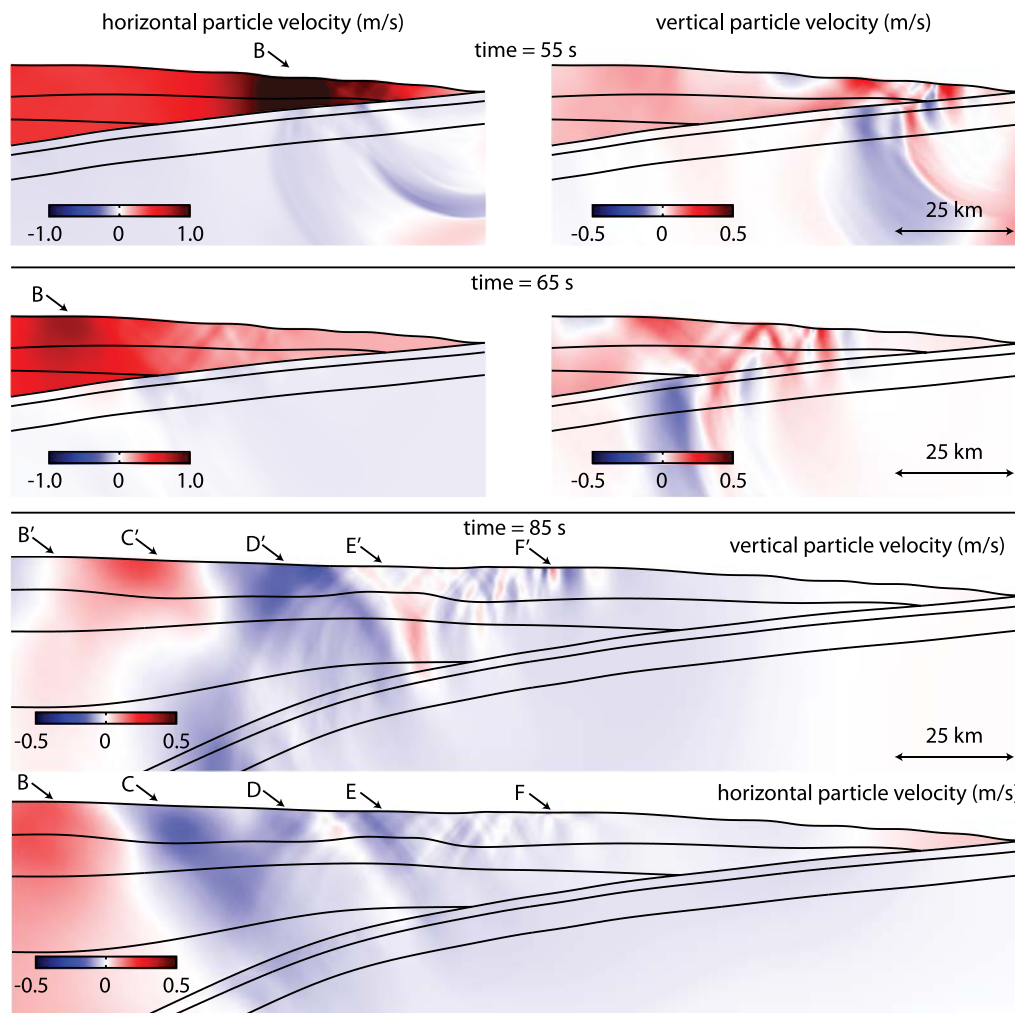 horizontal particle velocity (m/s)
vertical particle velocity (m/s)
B
time = 55 s
-1.0 0 1.0
-0.5 0 0.5
25 km
time = 65 s
B
-1.0 0 1.0
-0.5 0 0.5
25 km
time = 85 s
B' C' D' E' F'
vertical particle velocity (m/s)
-0.5 0 0.5
25 km
B C D E F
horizontal particle velocity (m/s)
-0.5 0 0.5